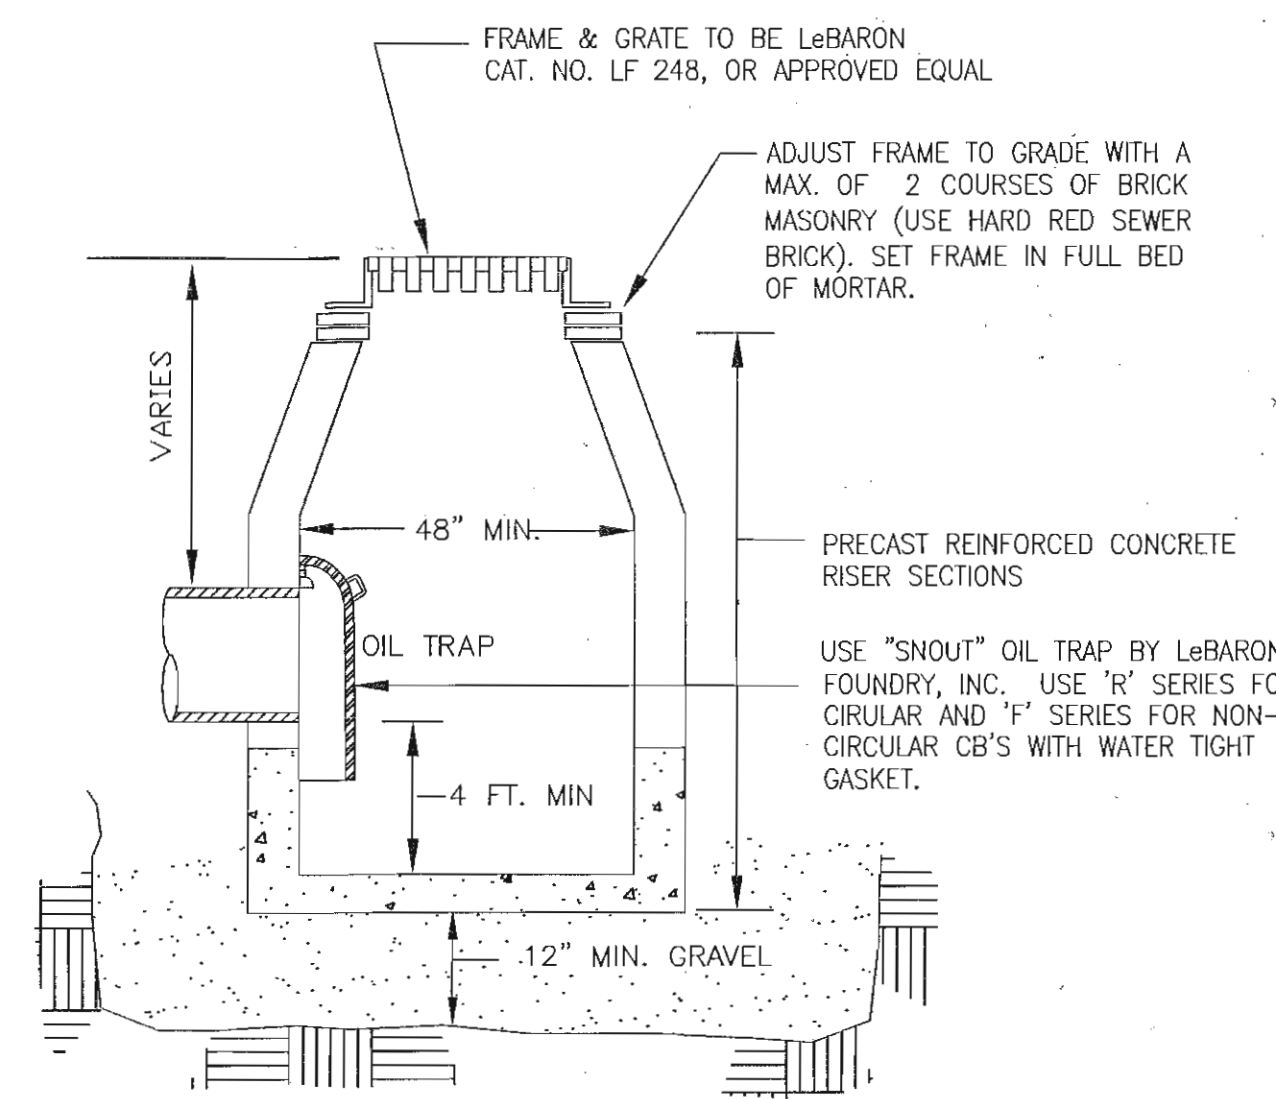 FRAME & GRATE TO BE LeBARON
CAT. NO. LF 248, OR APPROVED EQUAL
ADJUST FRAME TO GRADE WITH A
MAX. OF 2 COURSES OF BRICK
MASONRY (USE HARD RED SEWER
BRICK). SET FRAME IN FULL BED
OF MORTAR.
VARIES
48" MIN.
PRECAST REINFORCED CONCRETE
RISER SECTIONS
OIL TRAP
USE "SNOUT" OIL TRAP BY LeBARON
FOUNDRY, INC. USE 'R' SERIES FO
CIRULAR AND 'F' SERIES FOR NON-
CIRCULAR CB'S WITH WATER TIGHT
GASKET.
4 FT. MIN
12" MIN. GRAVEL